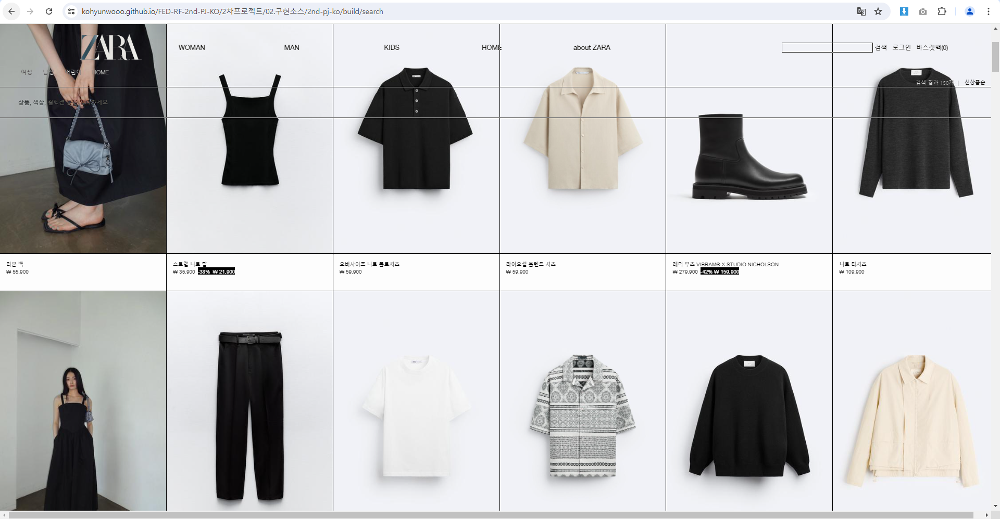 kohyunwooo.github.io/FED-RF-2nd-PJ-KO/2차프로젝트/02.구현소스/2nd-pj-ko/build/search
ZARA
WOMAN MAN KIDS HOME about ZARA 검색 로그인 바스켓백(0)
여성 남성 어린이 HOME
검색 결과 150개 | 신상품순
상품, 색상, 컬렉션 등을 입력하세요
리본 백
₩ 55,900
스트랩 니트 탑
₩ 35,900 -38% ₩ 21,900
오버사이즈 니트 폴로셔츠
₩ 59,900
라이오셀 블렌드 셔츠
₩ 59,900
레더 부츠 VIBRAM® X STUDIO NICHOLSON
₩ 279,900 -42% ₩ 159,900
니트 티셔츠
₩ 109,900